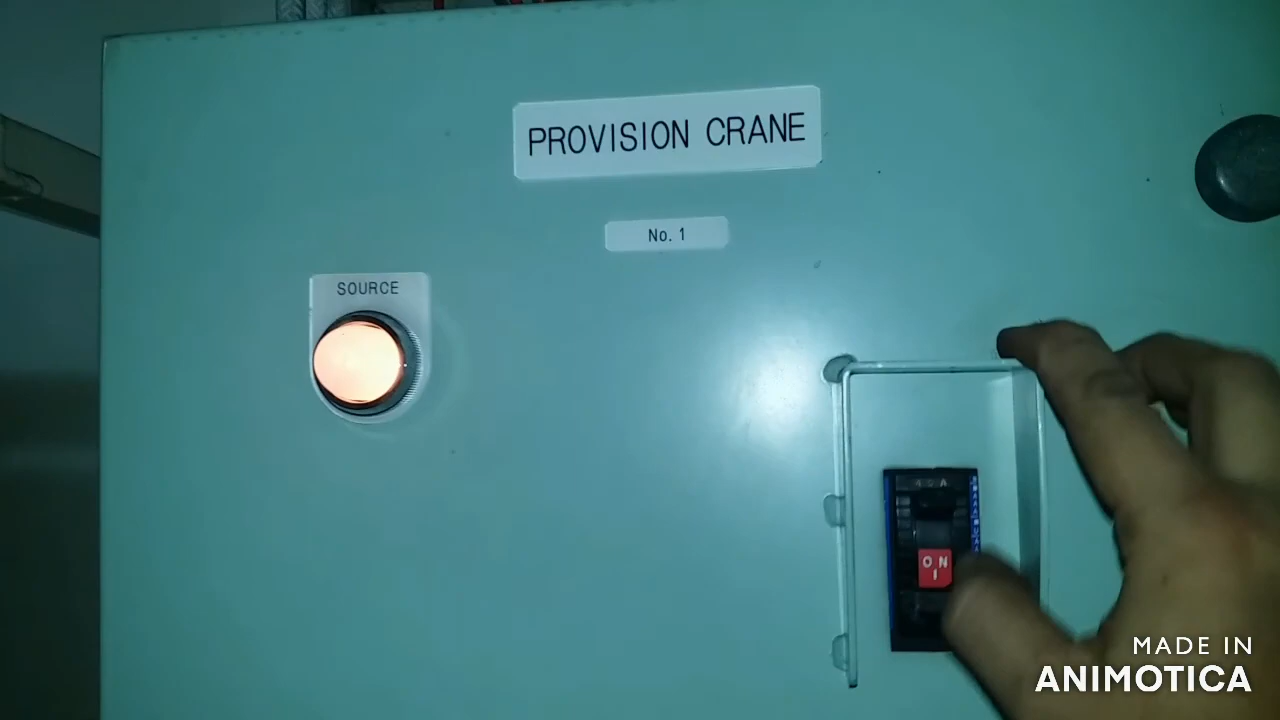 PROVISION CRANE
No. 1
SOURCE
ON
I
MADE IN
ANIMOTICA